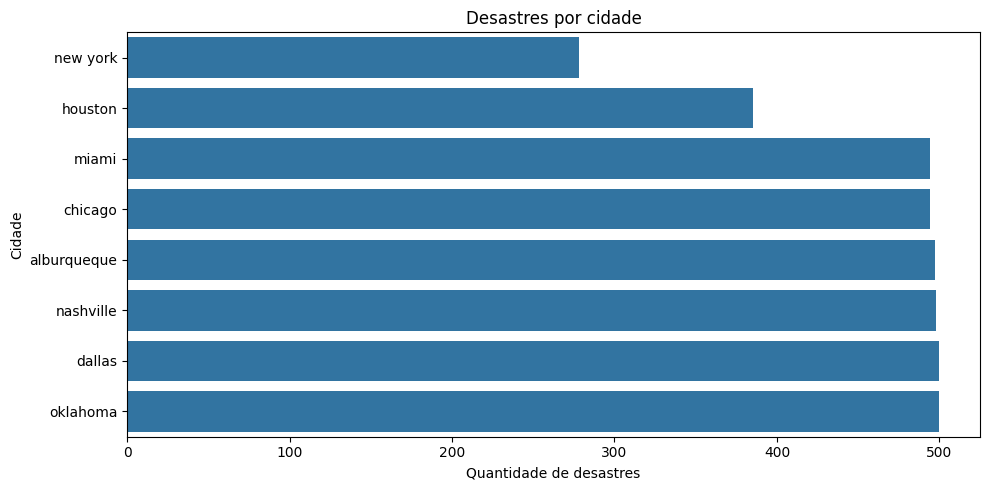 Desastres por cidade
Cidade
new york
houston
miami
chicago
alburqueque
nashville
dallas
oklahoma
0 100 200 300 400 500
Quantidade de desastres